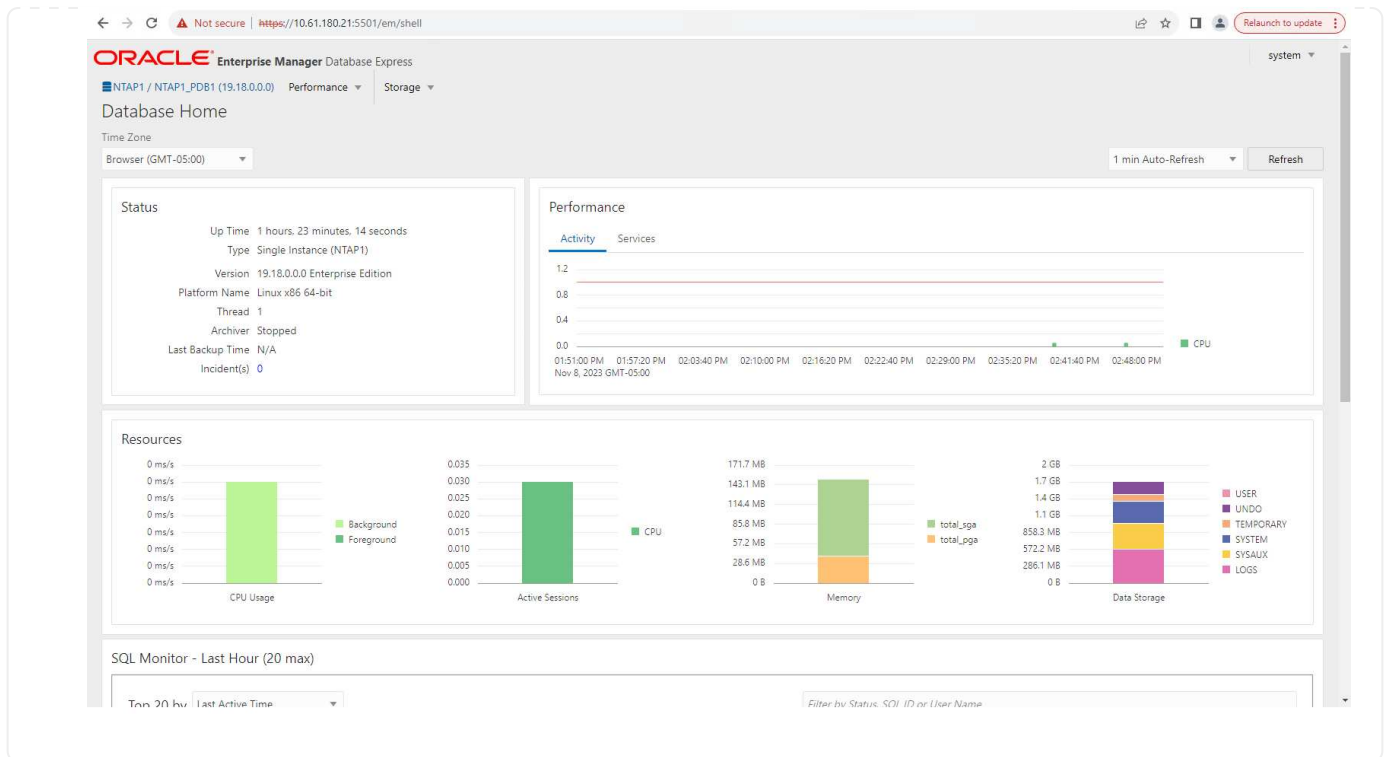 Not secure | https://10.61.180.21:5501/em/shell
Relaunch to update
ORACLE Enterprise Manager Database Express
system
NTAP1 / NTAP1_PDB1 (19.18.0.0.0) Performance Storage
Database Home
Time Zone
Browser (GMT-05:00)
1 min Auto-Refresh Refresh
Status
Up Time 1 hours, 23 minutes, 14 seconds
Type Single Instance (NTAP1)
Version 19.18.0.0.0 Enterprise Edition
Platform Name Linux x86 64-bit
Thread 1
Archiver Stopped
Last Backup Time N/A
Incident(s) 0
Performance
Activity Services
1.2
0.8
0.4
0.0
CPU
01:51:00 PM 01:57:20 PM 02:03:40 PM 02:10:00 PM 02:16:20 PM 02:22:40 PM 02:29:00 PM 02:35:20 PM 02:41:40 PM 02:48:00 PM
Nov 8, 2023 GMT-05:00
Resources
0 ms/s
0 ms/s
0 ms/s
0 ms/s
0 ms/s
0 ms/s
0 ms/s
0 ms/s
Background
Foreground
CPU Usage
0.035
0.030
0.025
0.020
0.015
0.010
0.005
0.000
CPU
Active Sessions
171.7 MB
143.1 MB
114.4 MB
85.8 MB
57.2 MB
28.6 MB
0 B
total_sga
total_pga
Memory
2 GB
1.7 GB
1.4 GB
1.1 GB
858.3 MB
572.2 MB
286.1 MB
0 B
USER
UNDO
TEMPORARY
SYSTEM
SYSAUX
LOGS
Data Storage
SQL Monitor - Last Hour (20 max)
Top 20 by Last Active Time
Filter by Status, SQL ID or User Name